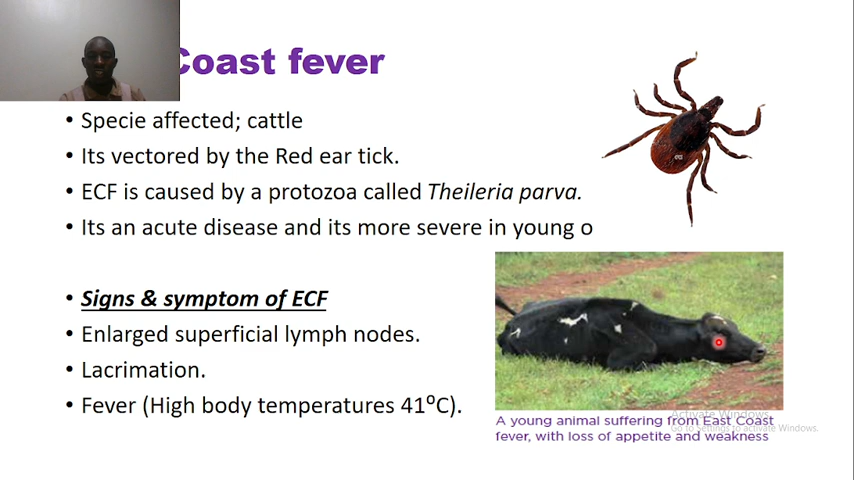 Coast fever
• Specie affected; cattle
• Its vectored by the Red ear tick.
• ECF is caused by a protozoa called Theileria parva.
• Its an acute disease and its more severe in young o
• Signs & symptom of ECF
• Enlarged superficial lymph nodes.
• Lacrimation.
• Fever (High body temperatures 41⁰C).
A young animal suffering from East Coast
fever, with loss of appetite and weakness
Activate Windows
Go to Settings to activate Windows.